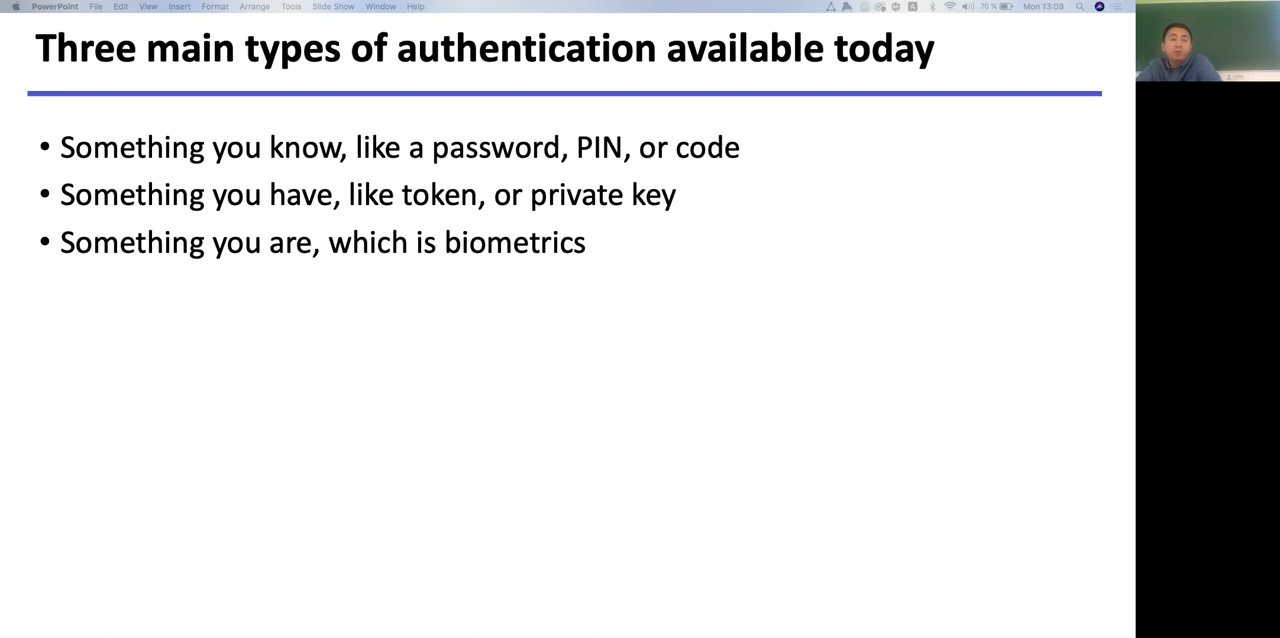 PowerPoint File Edit View Insert Format Arrange Tools Slide Show Window Help 70% Mon 13:09
Three main types of authentication available today
• Something you know, like a password, PIN, or code
• Something you have, like token, or private key
• Something you are, which is biometrics